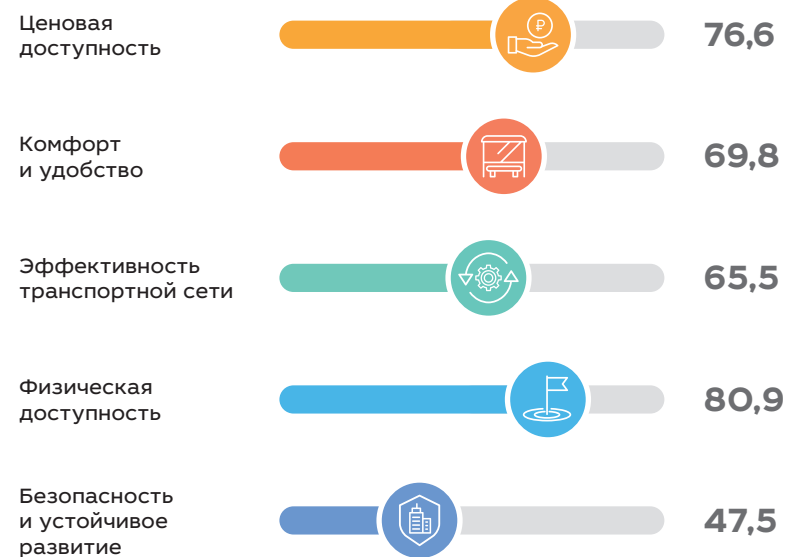 Ценовая
доступность
76,6
Комфорт
и удобство
69,8
Эффективность
транспортной сети
65,5
Физическая
доступность
80,9
Безопасность
и устойчивое
развитие
47,5